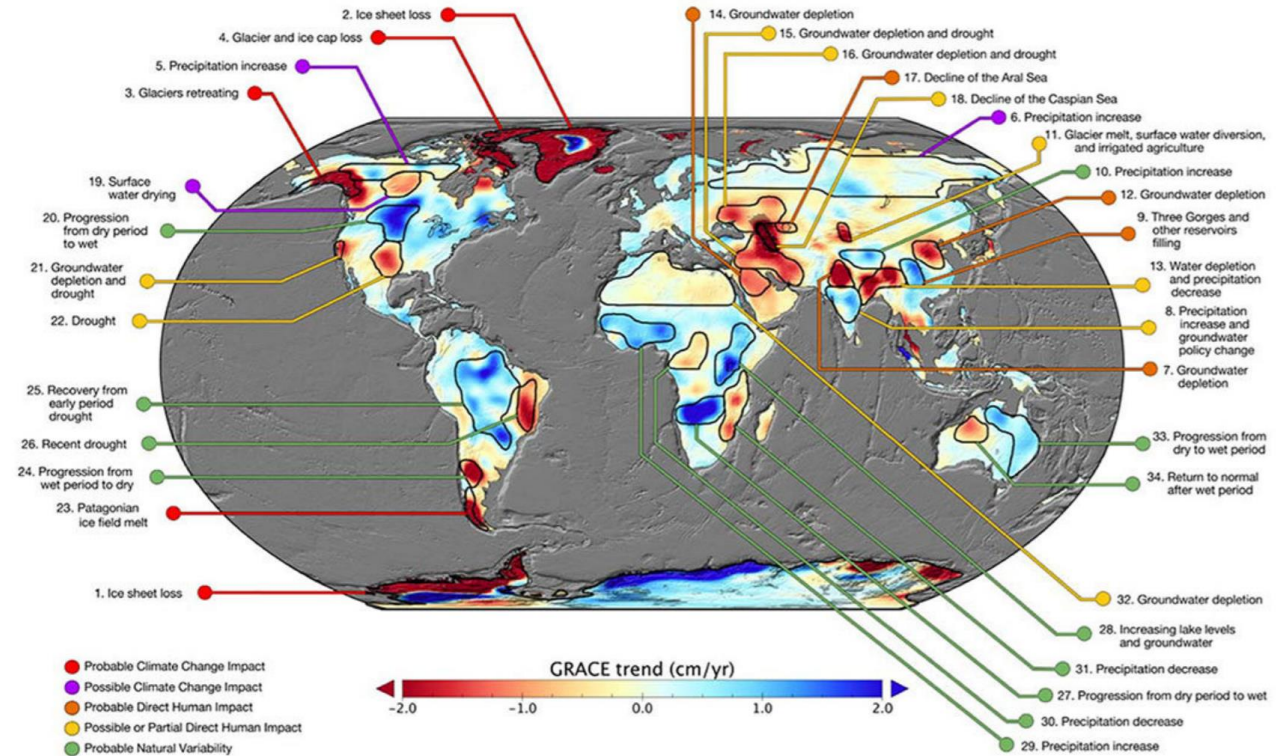 2. Ice sheet loss
4. Glacier and ice cap loss
5. Precipitation increase
3. Glaciers retreating
19. Surface
water drying
20. Progression
from dry period
to wet
21. Groundwater
depletion and
drought
22. Drought
25. Recovery from
early period
drought
26. Recent drought
24. Progression from
wet period to dry
23. Patagonian
ice field melt
1. Ice sheet loss
14. Groundwater depletion
15. Groundwater depletion and drought
16. Groundwater depletion and drought
17. Decline of the Aral Sea
18. Decline of the Caspian Sea
6. Precipitation increase
11. Glacier melt, surface water diversion,
and irrigated agriculture
10. Precipitation increase
12. Groundwater depletion
9. Three Gorges and
other reservoirs
filling
13. Water depletion
and precipitation
decrease
8. Precipitation
increase and
groundwater
policy change
7. Groundwater
depletion
33. Progression from
dry to wet period
34. Return to normal
after wet period
32. Groundwater depletion
28. Increasing lake levels
and groundwater
31. Precipitation decrease
27. Progression from dry period to wet
30. Precipitation decrease
29. Precipitation increase
Probable Climate Change Impact
Possible Climate Change Impact
Probable Direct Human Impact
Possible or Partial Direct Human Impact
Probable Natural Variability
GRACE trend (cm/yr)
-2.0 -1.0 0.0 1.0 2.0